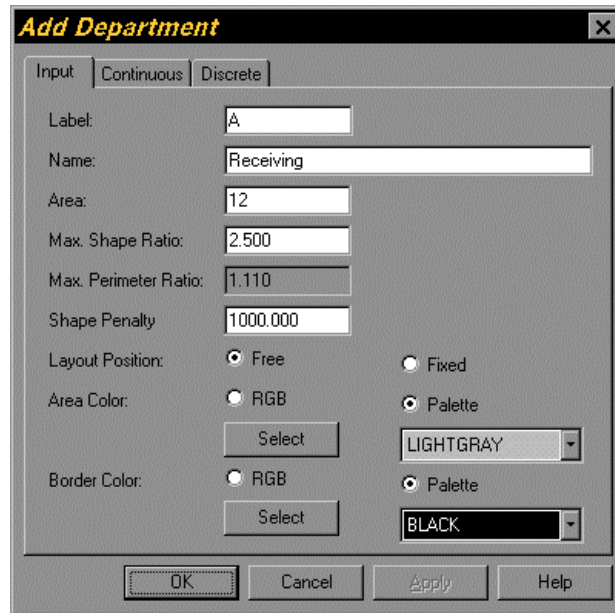 Add Department
Input Continuous Discrete
Label: A
Name: Receiving
Area: 12
Max. Shape Ratio: 2.500
Max. Perimeter Ratio: 1.110
Shape Penalty 1000.000
Layout Position: Free Fixed
Area Color: RGB Palette
Select LIGHTGRAY
Border Color: RGB Palette
Select BLACK
OK Cancel Apply Help